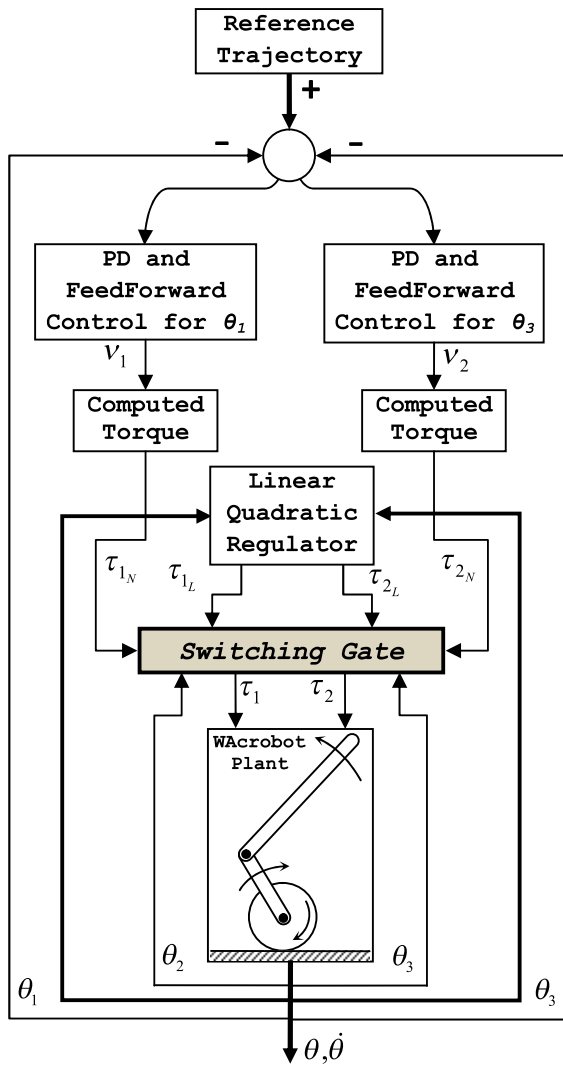 Reference
Trajectory
+
- -
PD and
FeedForward
Control for θ₁
PD and
FeedForward
Control for θ₃
ν₁
ν₂
Computed
Torque
Computed
Torque
Linear
Quadratic
Regulator
τ₁N
τ₁L
τ₂L
τ₂N
Switching Gate
τ₁
τ₂
WAcrobot
Plant
θ₂
θ₃
θ₁
θ₃
θ,θ̇